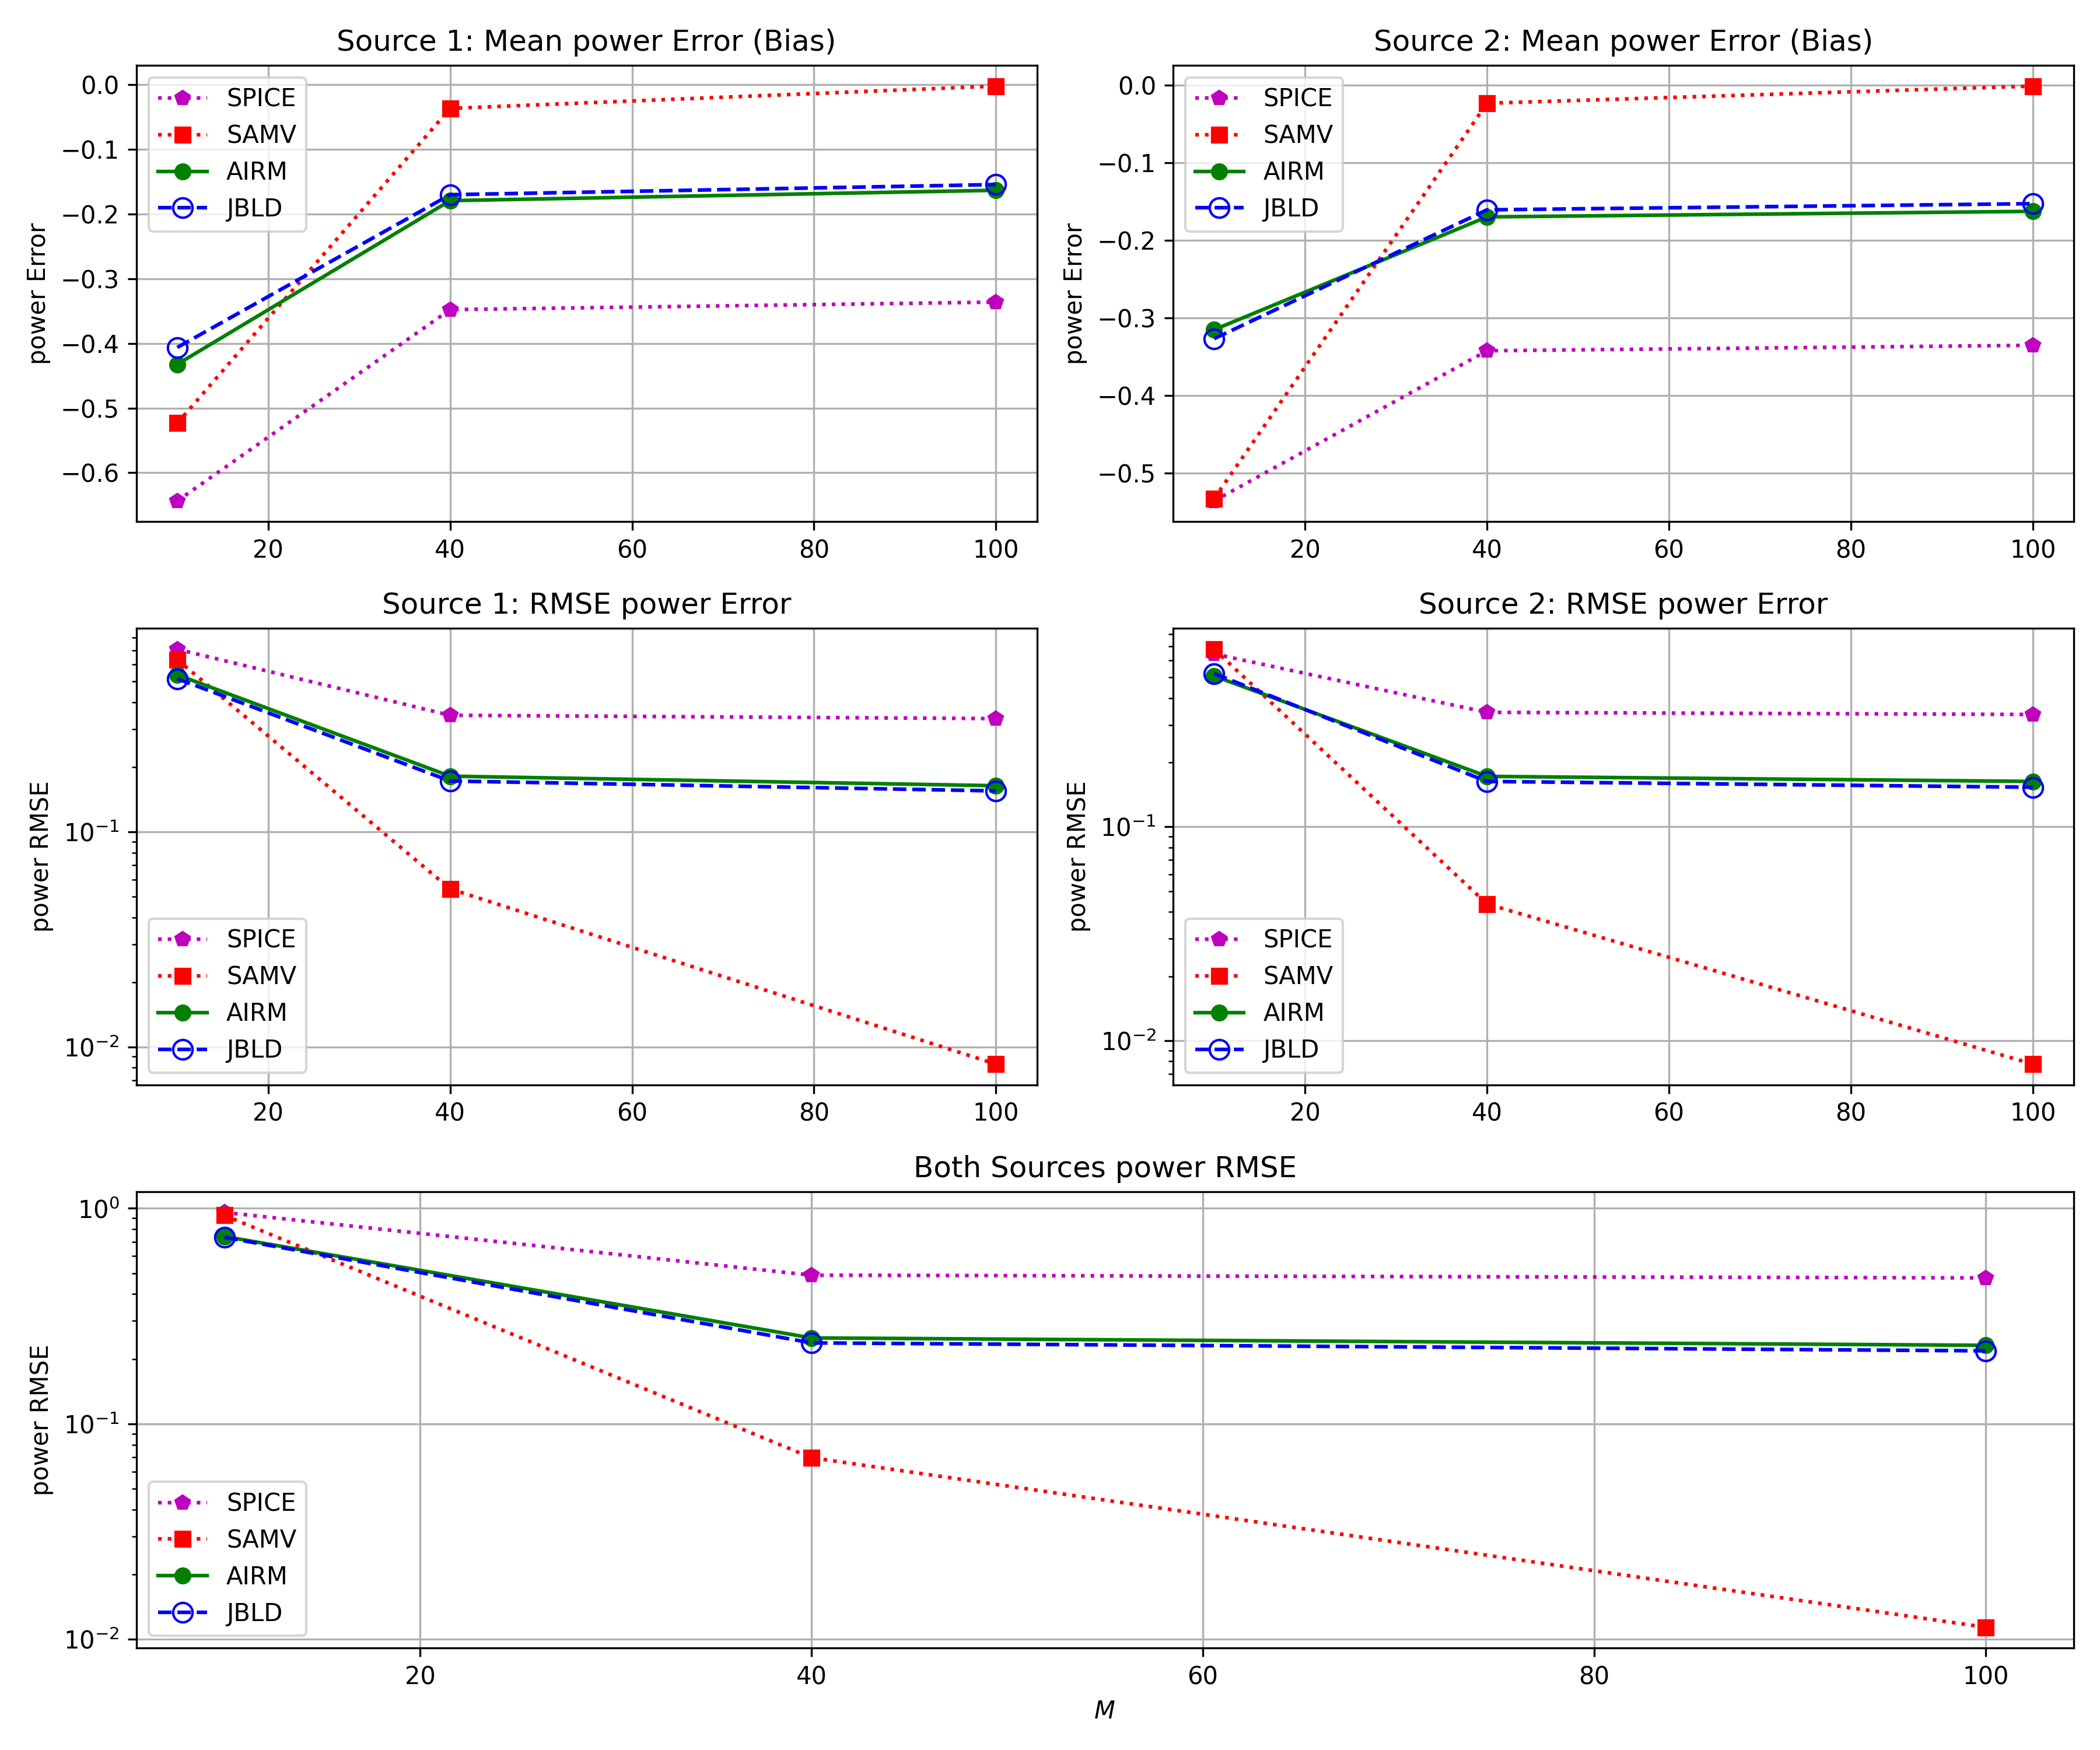 Source 1: Mean power Error (Bias)
power Error
0.0
−0.1
−0.2
−0.3
−0.4
−0.5
−0.6
SPICE
SAMV
AIRM
JBLD
20 40 60 80 100
Source 2: Mean power Error (Bias)
power Error
0.0
−0.1
−0.2
−0.3
−0.4
−0.5
SPICE
SAMV
AIRM
JBLD
20 40 60 80 100
Source 1: RMSE power Error
power RMSE
10⁻¹
10⁻²
SPICE
SAMV
AIRM
JBLD
20 40 60 80 100
Source 2: RMSE power Error
power RMSE
10⁻¹
10⁻²
SPICE
SAMV
AIRM
JBLD
20 40 60 80 100
Both Sources power RMSE
power RMSE
10⁰
10⁻¹
10⁻²
SPICE
SAMV
AIRM
JBLD
20 40 60 80 100
M